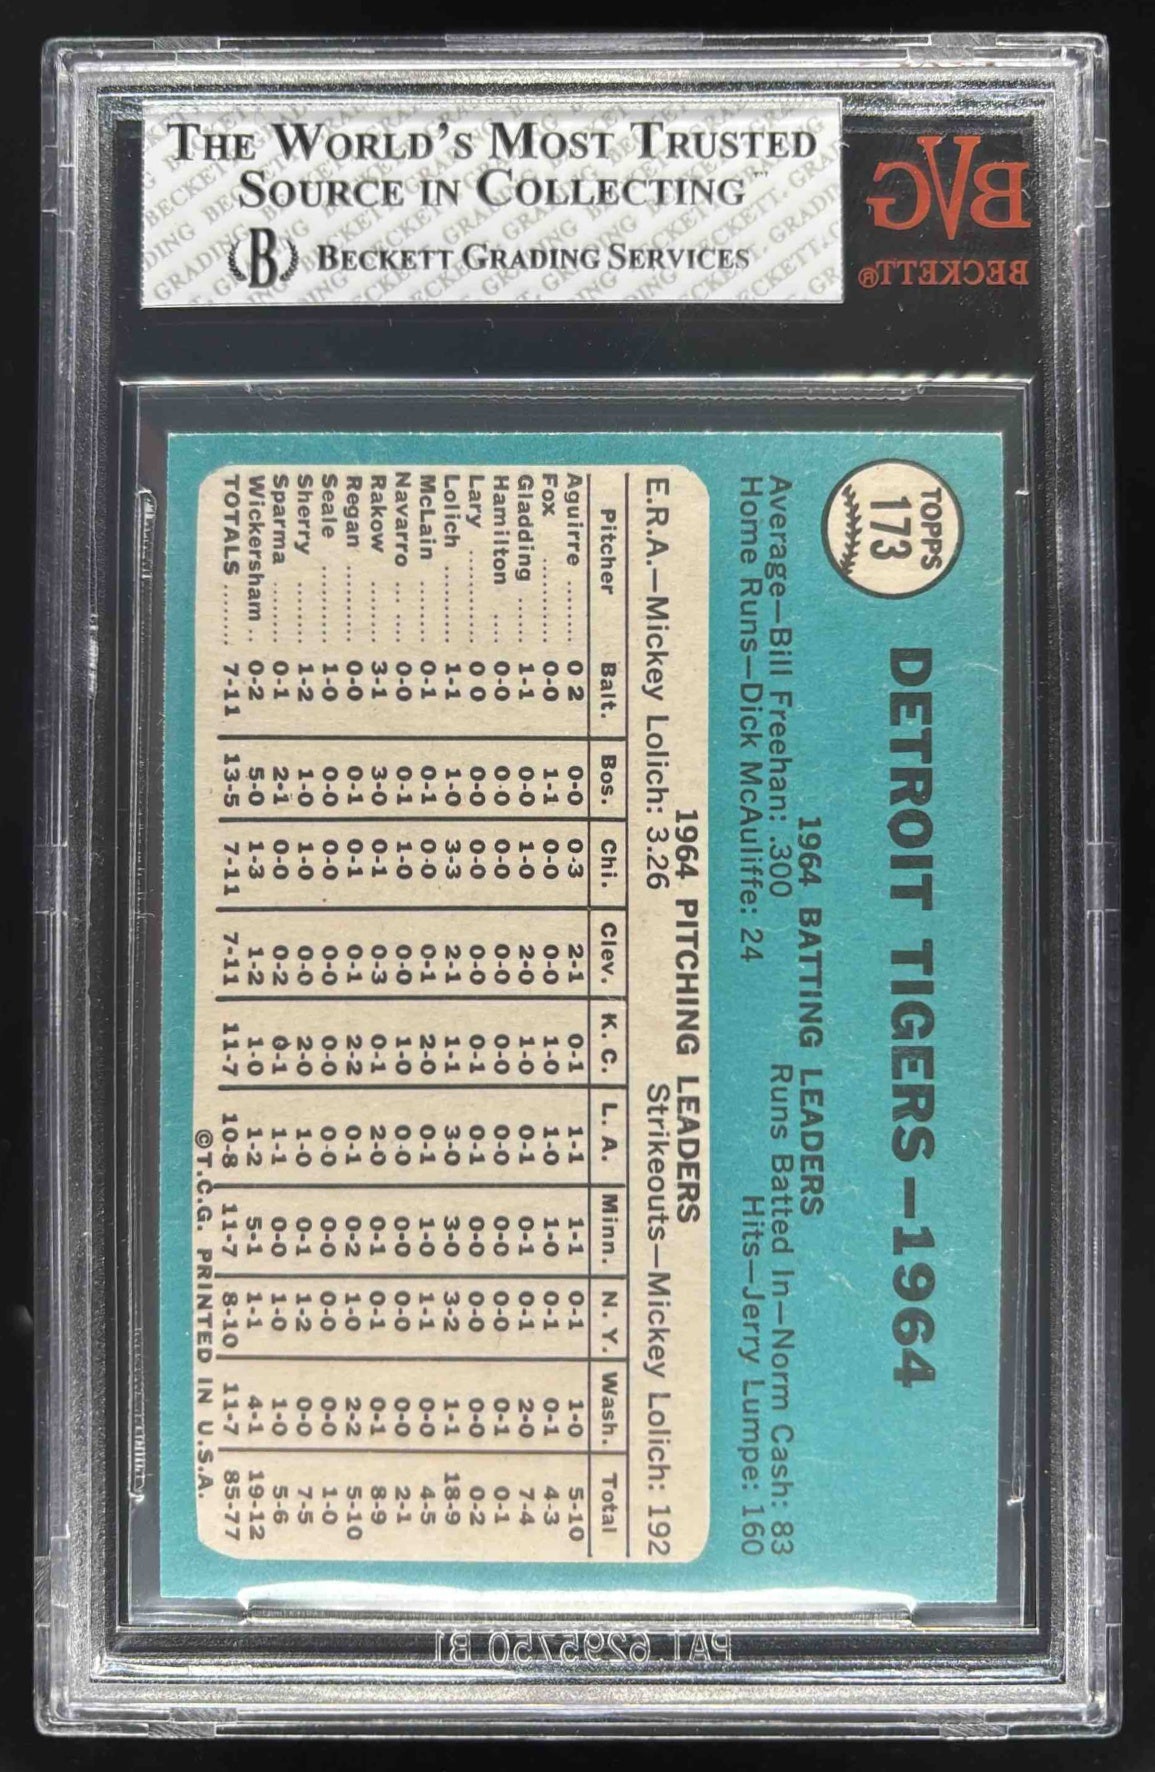 THE WORLD'S MOST TRUSTED
SOURCE IN COLLECTING™
B BECKETT GRADING SERVICES
BVG
BECKETT®
TOPPS
173
DETROIT TIGERS—1964
1964 BATTING LEADERS
Average—Bill Freehan: .300 Runs Batted In—Norm Cash: 83
Home Runs—Dick McAuliffe: 24 Hits—Jerry Lumpe: 160
1964 PITCHING LEADERS
E.R.A.—Mickey Lolich: 3.26 Strikeouts—Mickey Lolich: 192
Pitcher Balt. Bos. Chi. Clev. K. C. L. A. Minn. N. Y. Wash. Total
Aguirre ....... 0 2 0-0 0-3 2-1 0-1 1-1 1-1 0-1 1-0 5-10
Fox .......... 0-0 1-1 0-0 0-0 1-0 1-0 1-0 0-1 0-1 4-3
Gladding ..... 1-1 0-0 1-0 2-0 1-0 0-1 0-1 0-1 2-0 7-4
Hamilton .... 0-0 0-0 0-0 0-0 0-0 0-0 0-0 0-0 0-1 0-1
Lary .......... 0 0 0-0 0-0 0-0 0-1 0-1 0-0 0-0 0-0 0-2
Lolich ........ 1-1 1-0 3-3 2-1 1-1 3-0 3-0 3-2 1-1 18-9
McLain ....... 0-1 0-1 0-0 0-1 2-0 0-1 1-0 1-1 0-0 4-5
Navarro ... .... 0-0 0-1 1-0 0-0 1-0 0-0 0-0 0-0 0-0 2-1
Rakow ........ 3-1 3-0 0-1 0-3 0-1 2-0 0-1 0-1 0-1 8-9
Regan ........ 0-0 0-1 0-1 0-1 2-2 0-1 0-2 1-0 2-2 5-10
Seale ......... 1-0 0-0 0-0 0-0 0-0 0-0 0-0 0-0 0-0 1-0
Sherry ........ 1-2 1-0 1-0 0-0 2-0 1-0 0-1 1-2 0-0 7-5
Sparma ....... 0-1 2-1 0-0 0-2 0-1 1-1 0-0 1-0 1-0 5-6
Wickersham .. 0-2 5-0 1-3 1-2 1-0 1-2 5-1 1-1 4-1 19-12
TOTALS ....... 7-11 13-5 7-11 7-11 11-7 10-8 11-7 8-10 11-7 85-77
©T.C.G. PRINTED IN U.S.A.
PAT. 6295750 B1